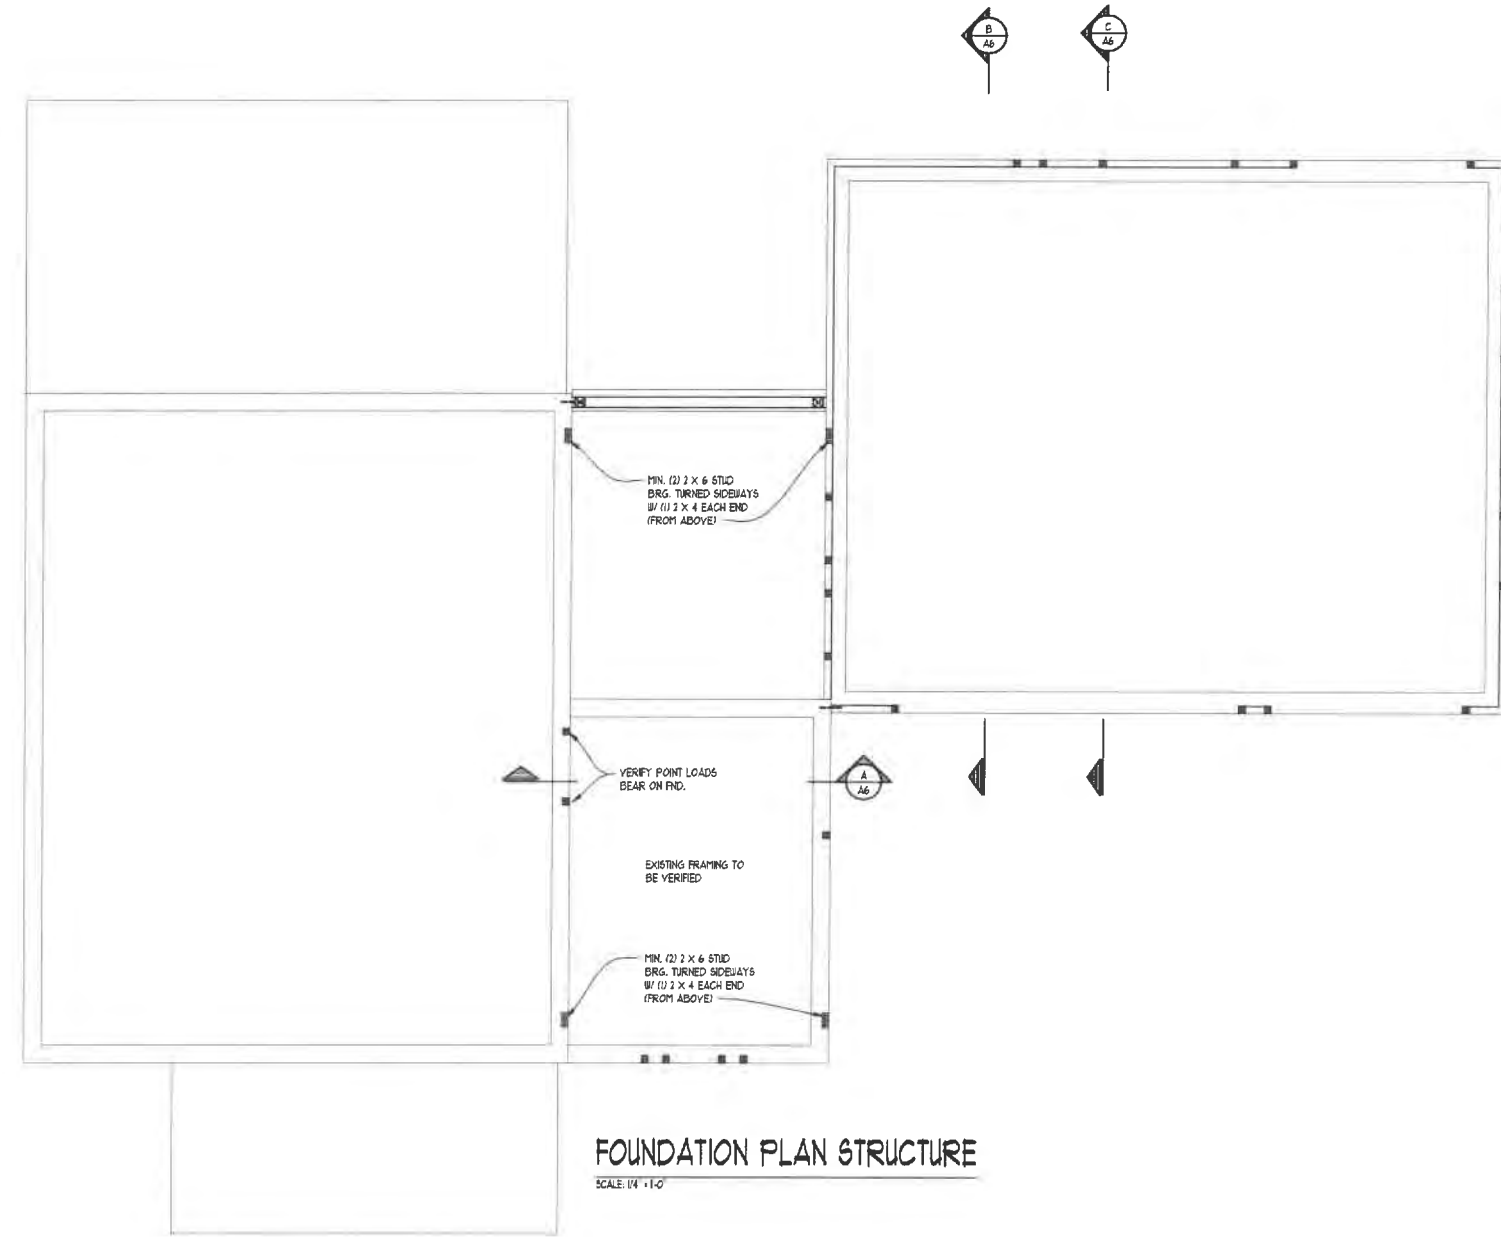 B
A6
C
A6
MIN. (2) 2 X 6 STUD
BRG. TURNED SIDEWAYS
W/ (1) 2 X 4 EACH END
(FROM ABOVE)
VERIFY POINT LOADS
BEAR ON FND.
A
A6
EXISTING FRAMING TO
BE VERIFIED
MIN. (2) 2 X 6 STUD
BRG. TURNED SIDEWAYS
W/ (1) 2 X 4 EACH END
(FROM ABOVE)
FOUNDATION PLAN STRUCTURE
SCALE: 1/4" = 1'-0"